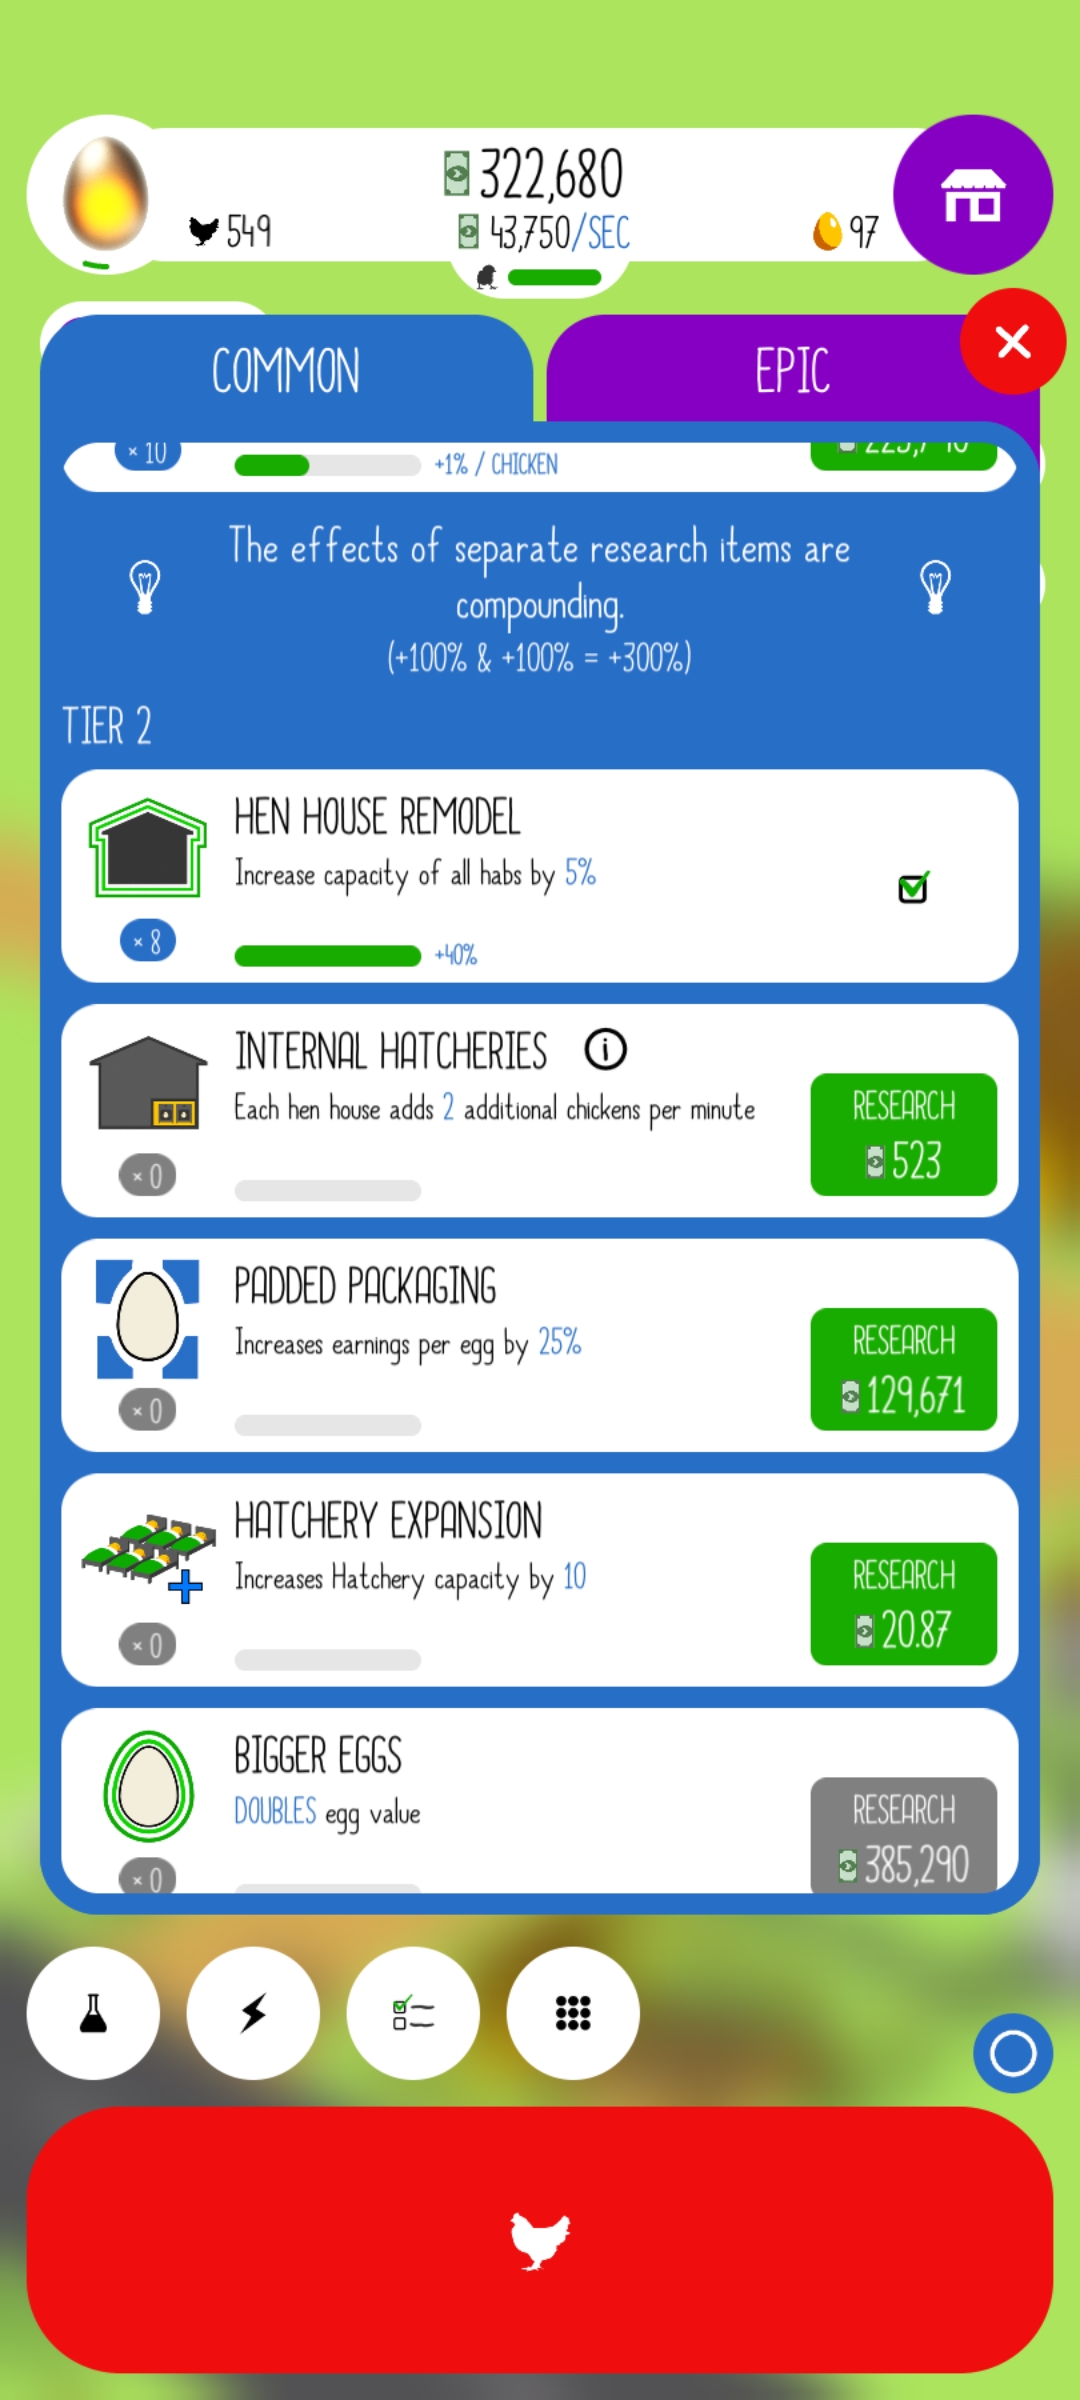 322,680
549
43,750/SEC
97
COMMON
EPIC
× 10
+1% / CHICKEN
The effects of separate research items are
compounding.
(+100% & +100% = +300%)
TIER 2
HEN HOUSE REMODEL
Increase capacity of all habs by 5%
× 8
+40%
INTERNAL HATCHERIES
Each hen house adds 2 additional chickens per minute
RESEARCH
523
× 0
PADDED PACKAGING
Increases earnings per egg by 25%
RESEARCH
129,671
× 0
HATCHERY EXPANSION
Increases Hatchery capacity by 10
RESEARCH
20.87
× 0
BIGGER EGGS
DOUBLES egg value
RESEARCH
385,290
× 0